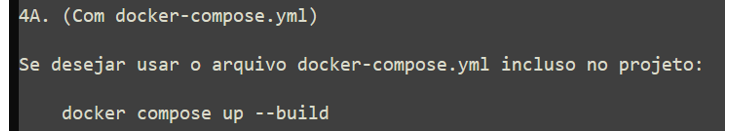 4A. (Com docker-compose.yml)
Se desejar usar o arquivo docker-compose.yml incluso no projeto:
docker compose up --build